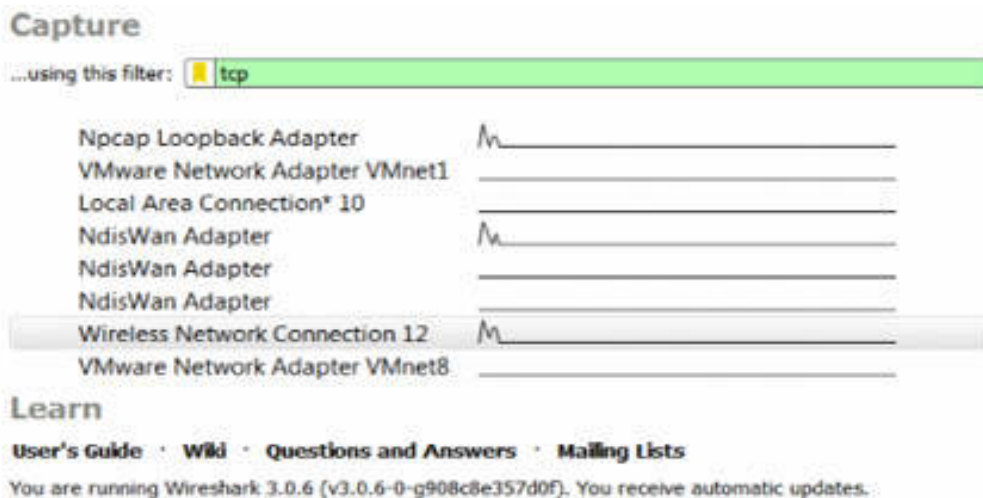 Capture
...using this filter: tcp
Npcap Loopback Adapter
VMware Network Adapter VMnet1
Local Area Connection* 10
NdisWan Adapter
NdisWan Adapter
NdisWan Adapter
Wireless Network Connection 12
VMware Network Adapter VMnet8
Learn
User's Guide · Wiki · Questions and Answers · Mailing Lists
You are running Wireshark 3.0.6 (v3.0.6-0-g908c8e357d0f). You receive automatic updates.